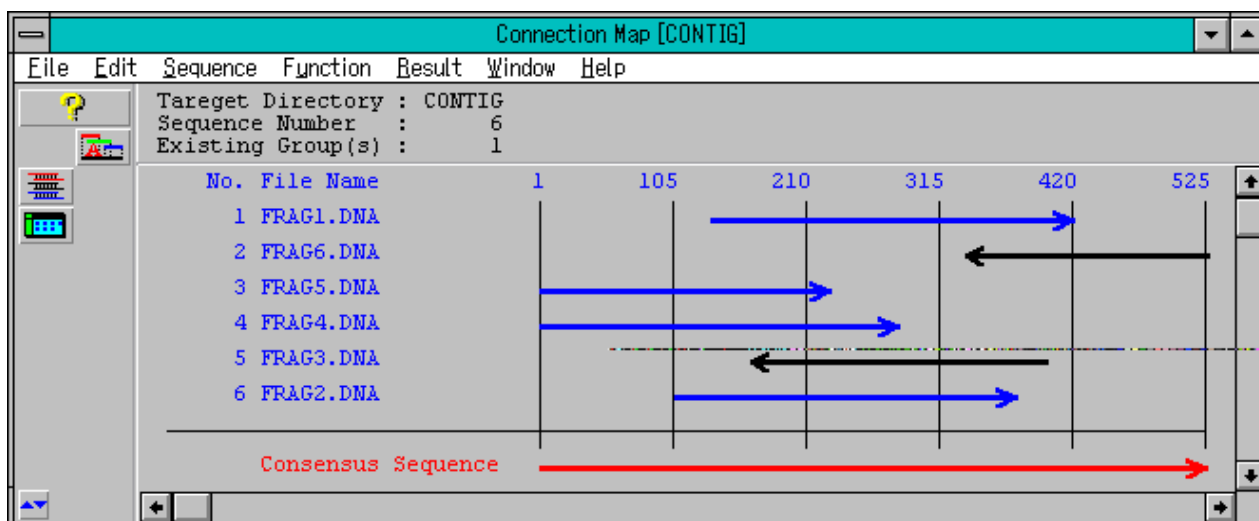 Connection Map [CONTIG]
File Edit Sequence Function Result Window Help
Tareget Directory : CONTIG
Sequence Number : 6
Existing Group(s) : 1
No. File Name 1 105 210 315 420 525
1 FRAG1.DNA
2 FRAG6.DNA
3 FRAG5.DNA
4 FRAG4.DNA
5 FRAG3.DNA
6 FRAG2.DNA
Consensus Sequence